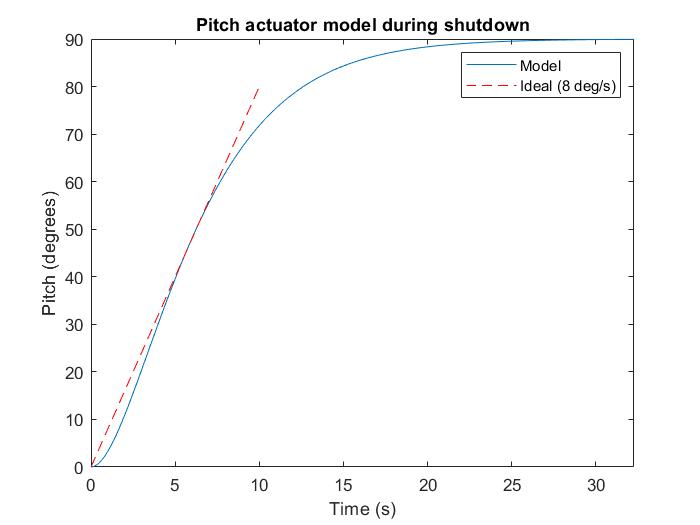 Pitch actuator model during shutdown
90
80
70
60
50
40
30
20
10
0
Pitch (degrees)
Model
Ideal (8 deg/s)
0 5 10 15 20 25 30
Time (s)